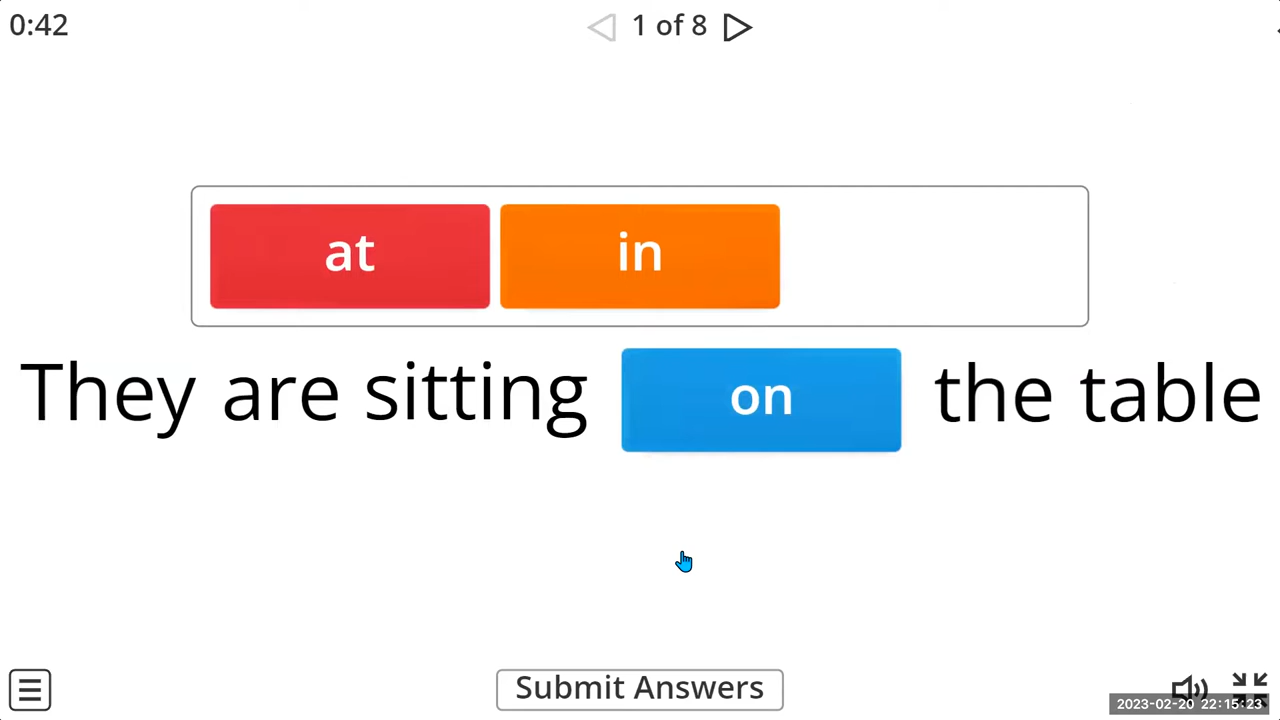 0:42
1 of 8
at in
They are sitting on the table
Submit Answers
2023-02-20 22:15:23